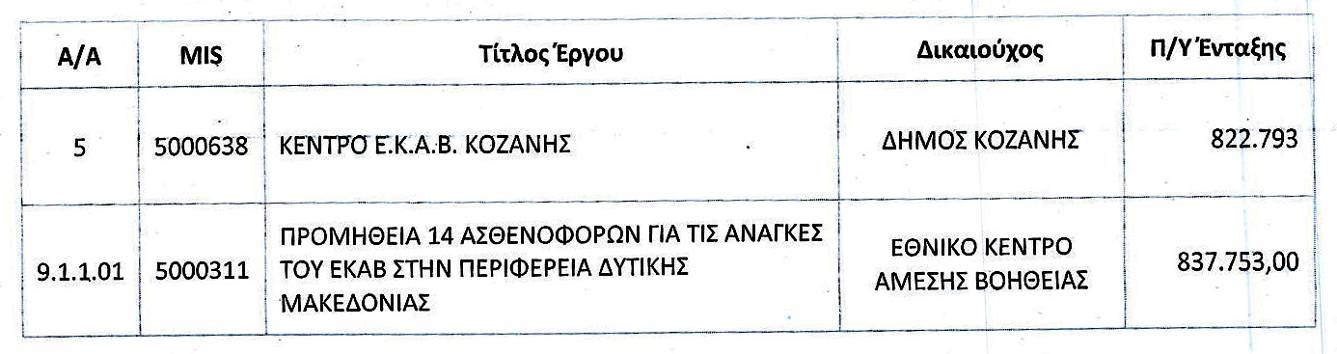 Α/Α MIS Τίτλος Έργου Δικαιούχος Π/Υ Ένταξης
5 5000638 ΚΕΝΤΡΟ Ε.Κ.Α.Β. ΚΟΖΑΝΗΣ ΔΗΜΟΣ ΚΟΖΑΝΗΣ 822.793
9.1.1.01 5000311 ΠΡΟΜΗΘΕΙΑ 14 ΑΣΘΕΝΟΦΟΡΩΝ ΓΙΑ ΤΙΣ ΑΝΑΓΚΕΣ
ΤΟΥ ΕΚΑΒ ΣΤΗΝ ΠΕΡΙΦΕΡΕΙΑ ΔΥΤΙΚΗΣ
ΜΑΚΕΔΟΝΙΑΣ
ΕΘΝΙΚΟ ΚΕΝΤΡΟ
ΑΜΕΣΗΣ ΒΟΗΘΕΙΑΣ
837.753,00